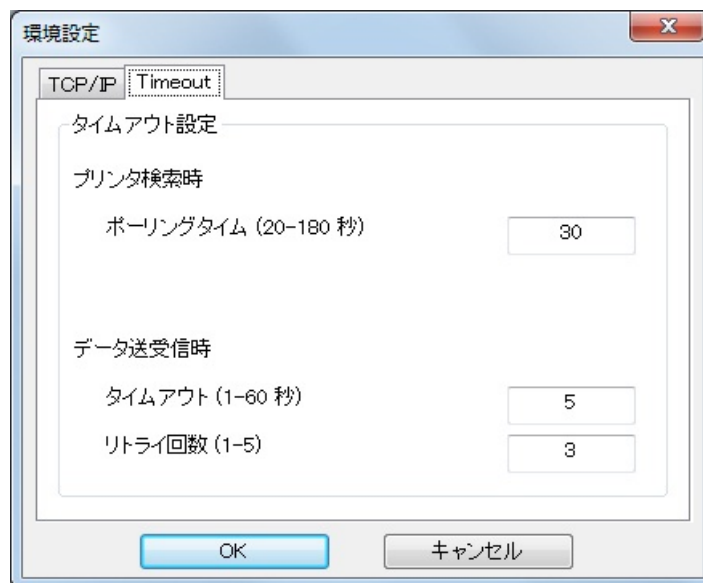 環境設定
TCP/IP Timeout
タイムアウト設定
プリンタ検索時
ポーリングタイム (20-180 秒) 30
データ送受信時
タイムアウト (1-60 秒) 5
リトライ回数 (1-5) 3
OK キャンセル